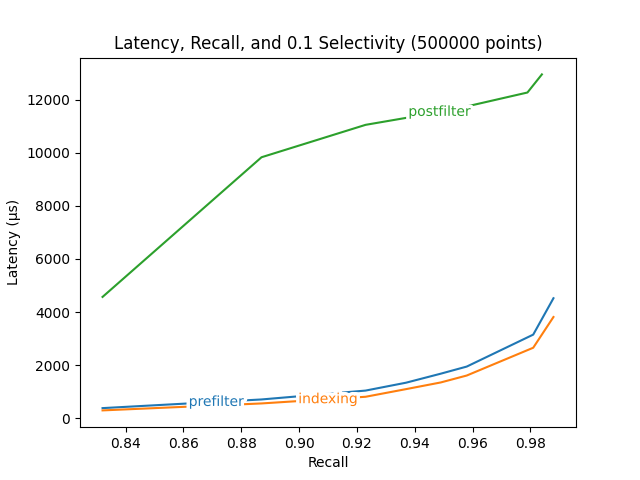 Latency, Recall, and 0.1 Selectivity (500000 points)
Latency (µs)
12000
10000
8000
6000
4000
2000
0
postfilter
prefilter
indexing
0.84 0.86 0.88 0.90 0.92 0.94 0.96 0.98
Recall